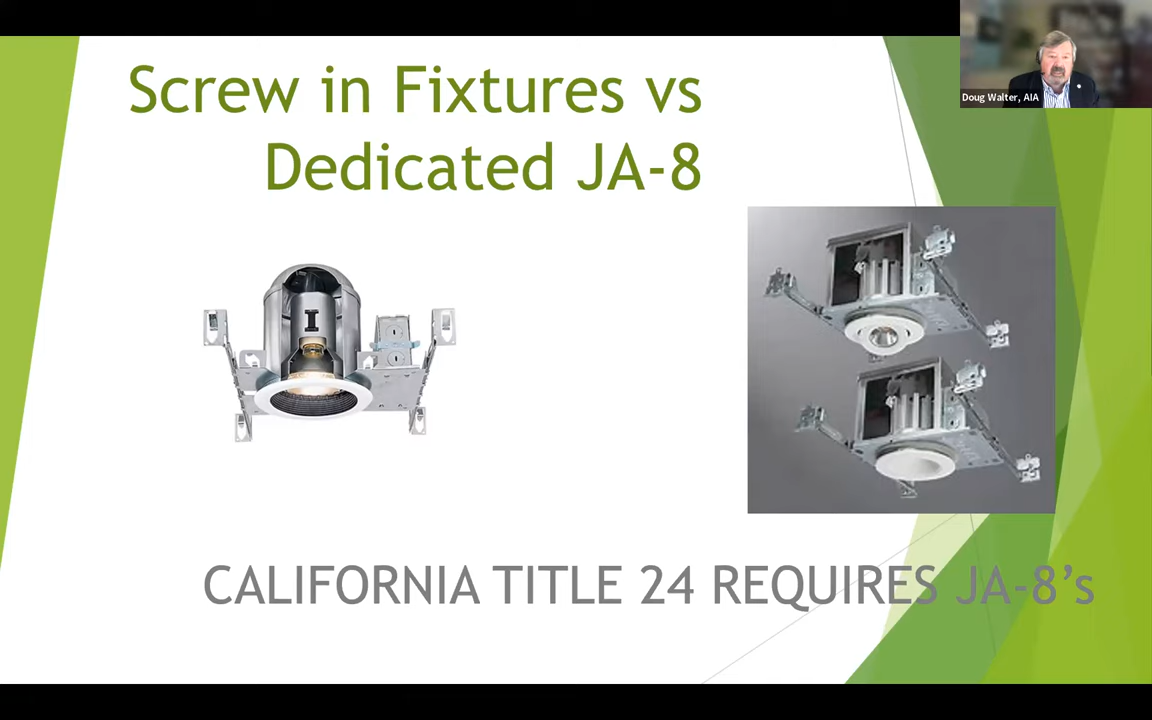 Screw in Fixtures vs
Dedicated JA-8
Doug Walter, AIA
I
CALIFORNIA TITLE 24 REQUIRES JA-8’s